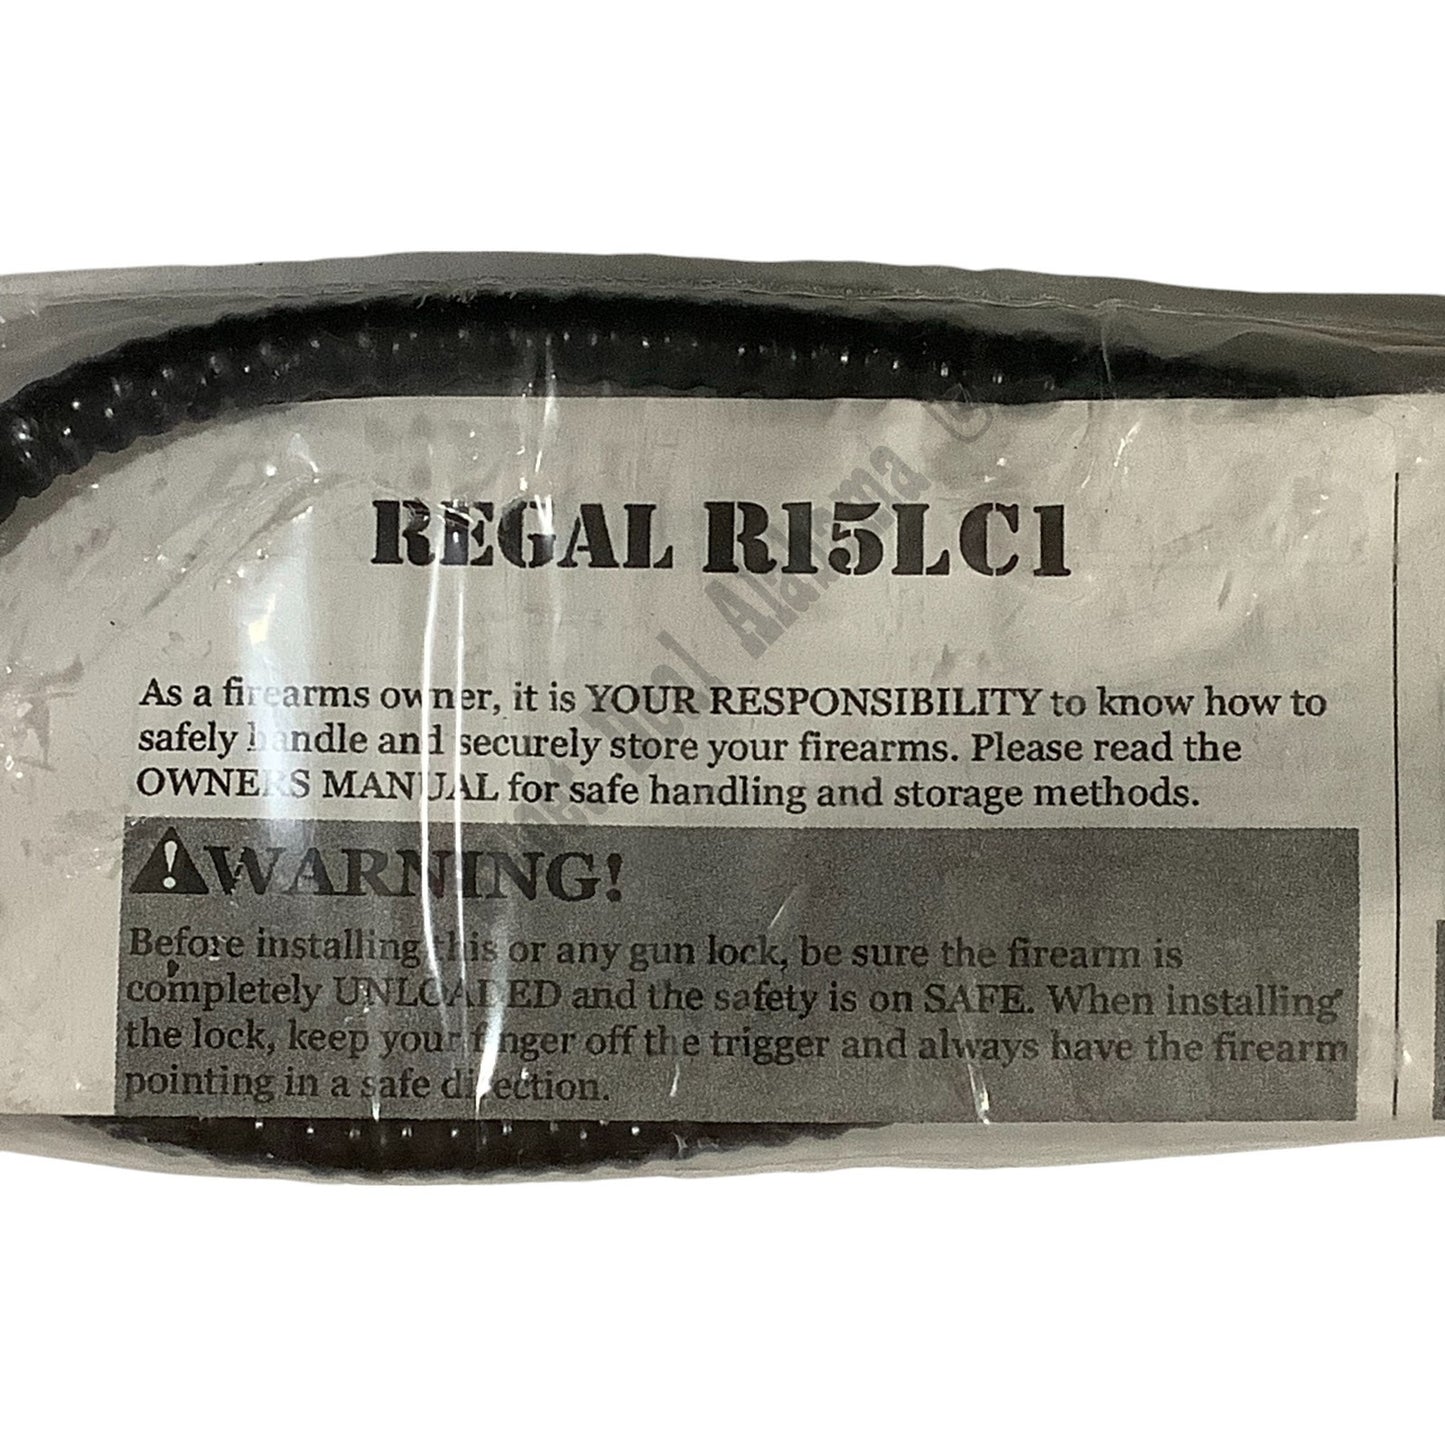 REGAL R15LC1
As a firearms owner, it is YOUR RESPONSIBILITY to know how to
safely handle and securely store your firearms. Please read the
OWNERS MANUAL for safe handling and storage methods.
WARNING!
Before installing this or any gun lock, be sure the firearm is
completely UNLOADED and the safety is on SAFE. When installing
the lock, keep your finger off the trigger and always have the firearm
pointing in a safe direction.
Deal Alabama